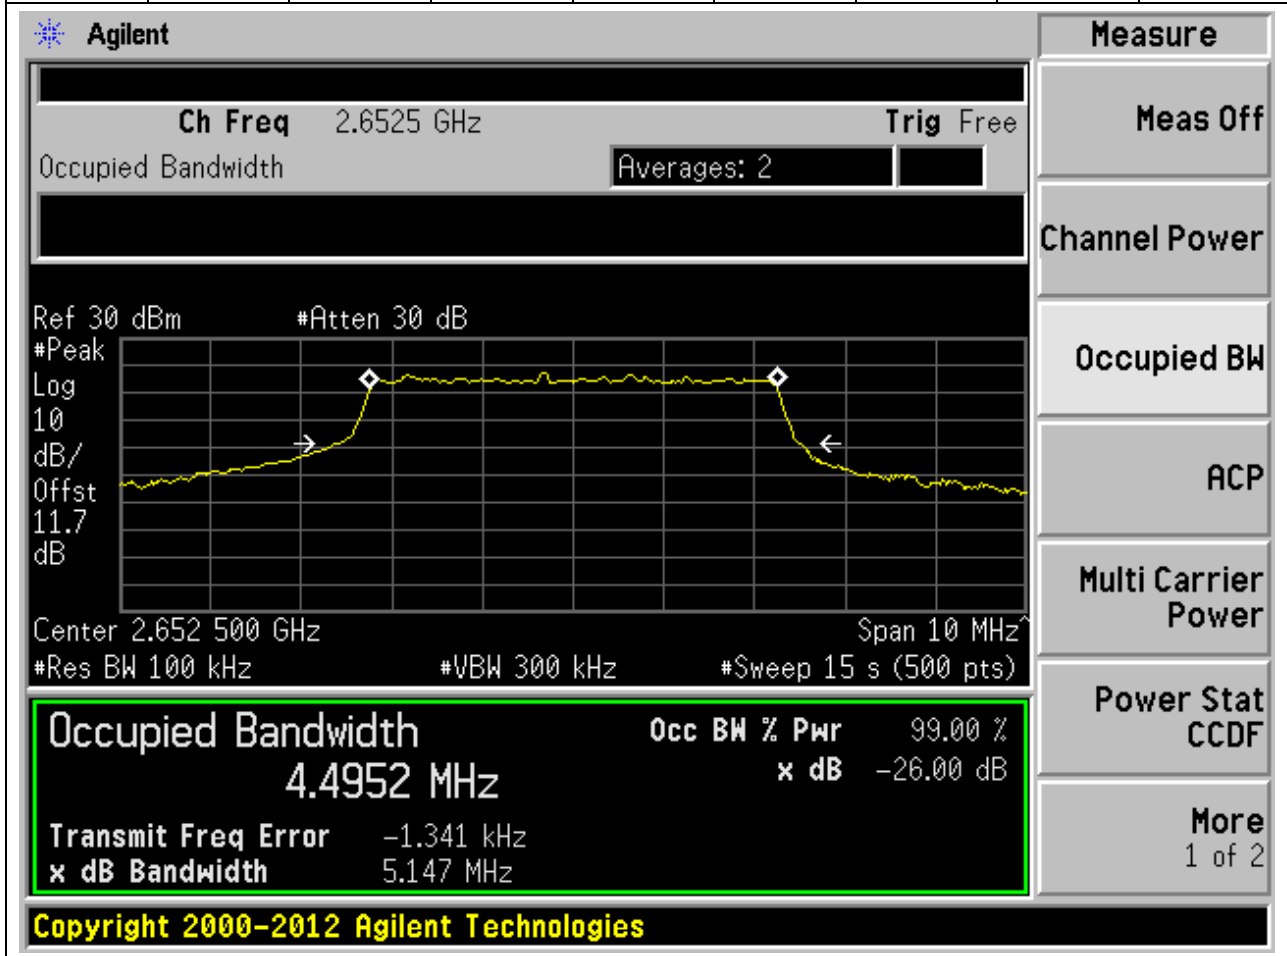 Agilent
Measure
Ch Freq 2.6525 GHz Trig Free
Meas Off
Occupied Bandwidth Averages: 2
Channel Power
Ref 30 dBm #Atten 30 dB
#Peak
Log
10
dB/
Offst
11.7
dB
Occupied BW
ACP
Center 2.652 500 GHz Span 10 MHz^
#Res BW 100 kHz #VBW 300 kHz #Sweep 15 s (500 pts)
Multi Carrier
Power
Occupied Bandwidth Occ BW % Pwr 99.00 %
4.4952 MHz x dB -26.00 dB
Transmit Freq Error -1.341 kHz
x dB Bandwidth 5.147 MHz
Power Stat
CCDF
More
1 of 2
Copyright 2000-2012 Agilent Technologies